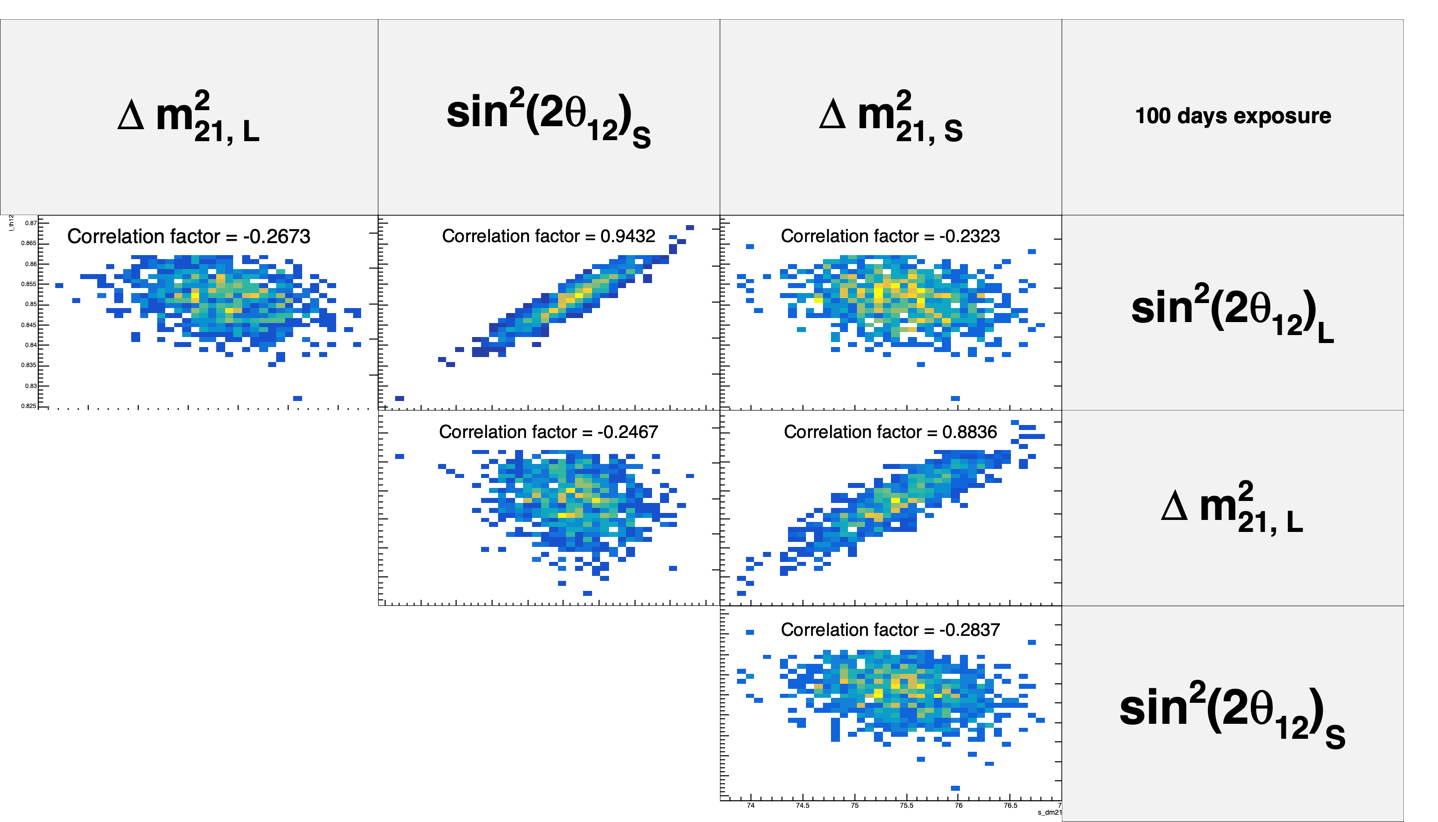 Δ m²₂₁, L
sin²(2θ₁₂)S
Δ m²₂₁, S
100 days exposure
Correlation factor = -0.2673
Correlation factor = 0.9432
Correlation factor = -0.2323
sin²(2θ₁₂)L
0.87
0.865
0.86
0.855
0.85
0.845
0.84
0.835
0.83
0.825
Correlation factor = -0.2467
Correlation factor = 0.8836
Δ m²₂₁, L
Correlation factor = -0.2837
sin²(2θ₁₂)S
74 74.5 75 75.5 76 76.5
s_dm21